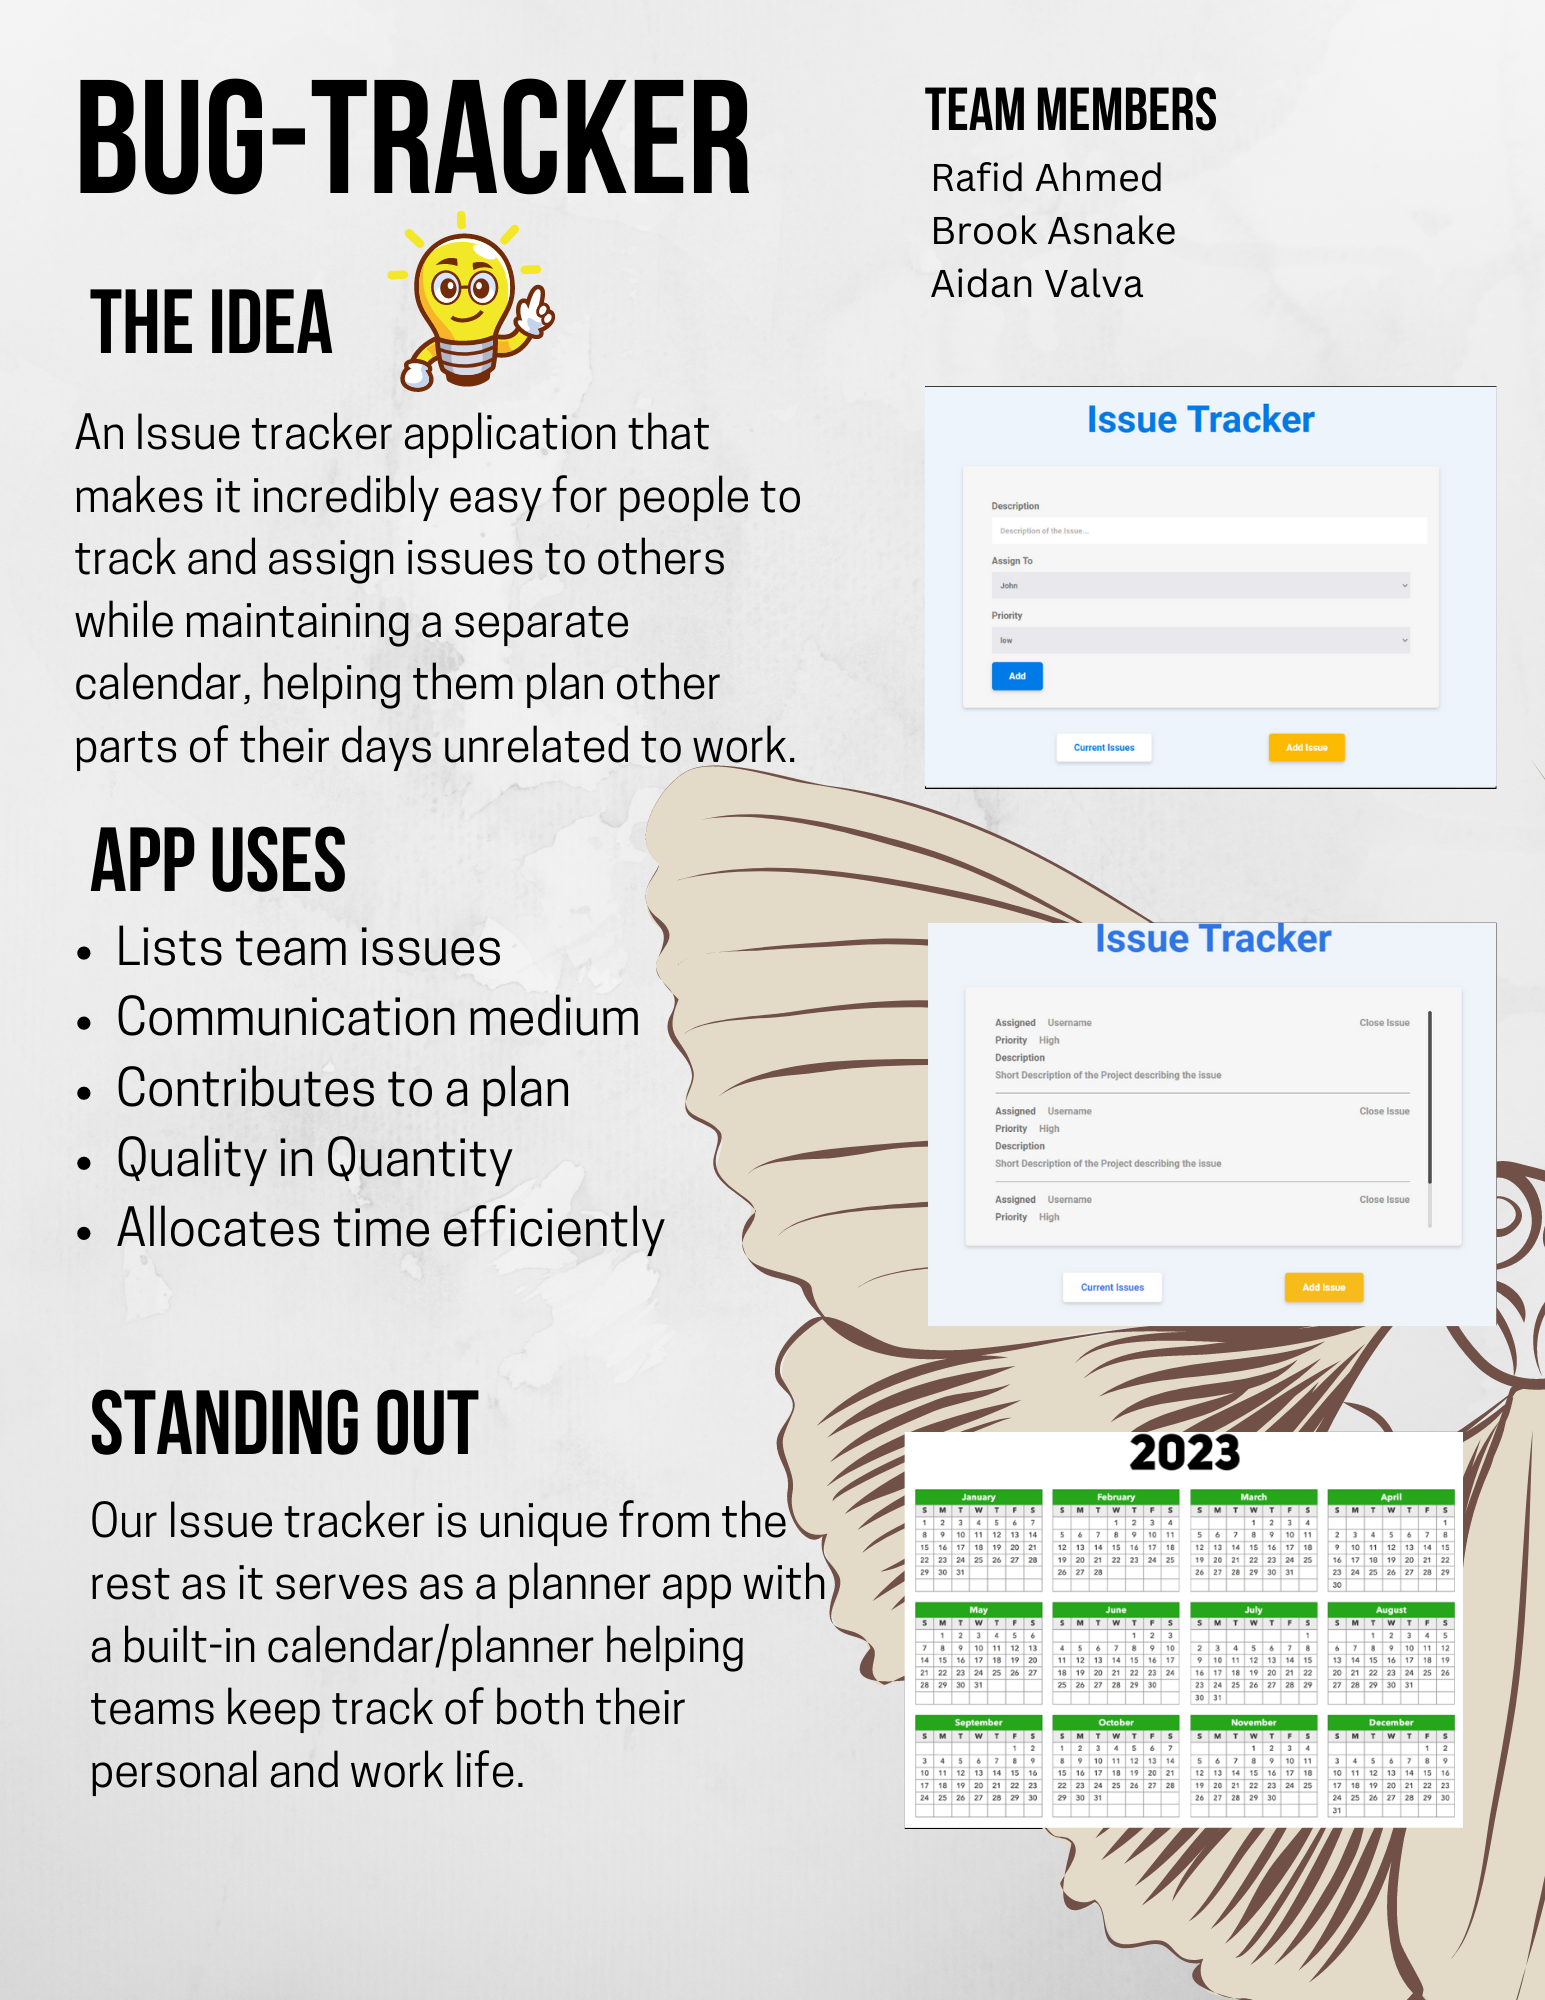 BUG-TRACKER
THE IDEA
An Issue tracker application that
makes it incredibly easy for people to
track and assign issues to others
while maintaining a separate
calendar, helping them plan other
parts of their days unrelated to work.
APP USES
• Lists team issues
• Communication medium
• Contributes to a plan
• Quality in Quantity
• Allocates time efficiently
STANDING OUT
Our Issue tracker is unique from the
rest as it serves as a planner app with
a built-in calendar/planner helping
teams keep track of both their
personal and work life.
TEAM MEMBERS
Rafid Ahmed
Brook Asnake
Aidan Valva
Issue Tracker
Description
Description of the Issue...
Assign To
John
Priority
low
Add
Current Issues Add Issue
Issue Tracker
Assigned Username Close Issue
Priority High
Description
Short Description of the Project describing the issue
Assigned Username Close Issue
Priority High
Description
Short Description of the Project describing the issue
Assigned Username Close Issue
Priority High
Current Issues Add Issue
2023
January February March April
S M T W T F S S M T W T F S S M T W T F S S M T W T F S
1 2 3 4 5 6 7 1 2 3 4 1 2 3 4 1
8 9 10 11 12 13 14 5 6 7 8 9 10 11 5 6 7 8 9 10 11 2 3 4 5 6 7 8
15 16 17 18 19 20 21 12 13 14 15 16 17 18 12 13 14 15 16 17 18 9 10 11 12 13 14 15
22 23 24 25 26 27 28 19 20 21 22 23 24 25 19 20 21 22 23 24 25 16 17 18 19 20 21 22
29 30 31 26 27 28 26 27 28 29 30 31 23 24 25 26 27 28 29
30
May June July August
S M T W T F S S M T W T F S S M T W T F S S M T W T F S
1 2 3 4 5 6 1 2 3 1 1 2 3 4 5
7 8 9 10 11 12 13 4 5 6 7 8 9 10 2 3 4 5 6 7 8 6 7 8 9 10 11 12
14 15 16 17 18 19 20 11 12 13 14 15 16 17 9 10 11 12 13 14 15 13 14 15 16 17 18 19
21 22 23 24 25 26 27 18 19 20 21 22 23 24 16 17 18 19 20 21 22 20 21 22 23 24 25 26
28 29 30 31 25 26 27 28 29 30 23 24 25 26 27 28 29 27 28 29 30 31
30 31
September October November December
S M T W T F S S M T W T F S S M T W T F S S M T W T F S
1 2 1 2 3 4 5 6 7 1 2 3 4 1 2
3 4 5 6 7 8 9 8 9 10 11 12 13 14 5 6 7 8 9 10 11 3 4 5 6 7 8 9
10 11 12 13 14 15 16 15 16 17 18 19 20 21 12 13 14 15 16 17 18 10 11 12 13 14 15 16
17 18 19 20 21 22 23 22 23 24 25 26 27 28 19 20 21 22 23 24 25 17 18 19 20 21 22 23
24 25 26 27 28 29 30 29 30 31 26 27 28 29 30 24 25 26 27 28 29 30
31